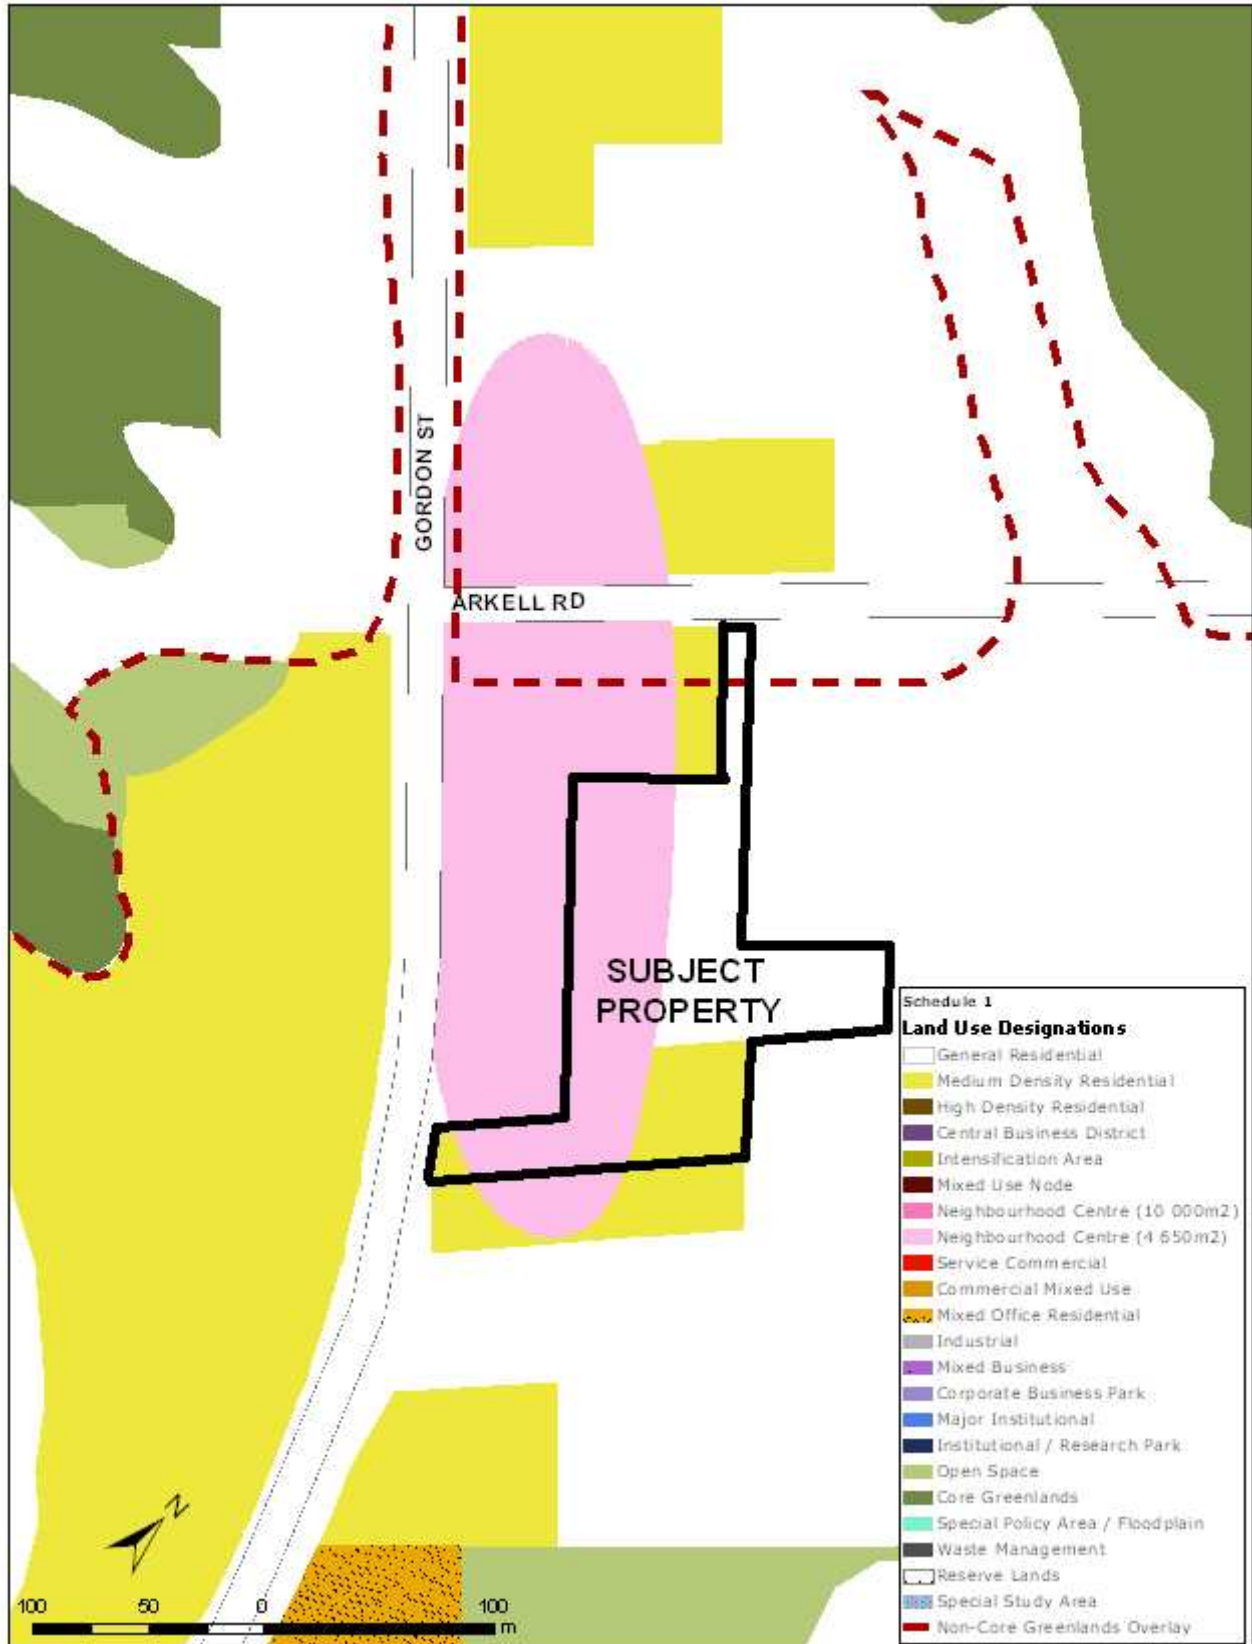 GORDON ST
ARKELL RD
SUBJECT
PROPERTY
Schedule 1
Land Use Designations
General Residential
Medium Density Residential
High Density Residential
Central Business District
Intensification Area
Mixed Use Node
Neighbourhood Centre (10 000m2)
Neighbourhood Centre (4 650m2)
Service Commercial
Commercial Mixed Use
Mixed Office Residential
Industrial
Mixed Business
Corporate Business Park
Major Institutional
Institutional / Research Park
Open Space
Core Greenlands
Special Policy Area / Floodplain
Waste Management
Reserve Lands
Special Study Area
Non-Core Greenlands Overlay
N
100 50 0 100
m